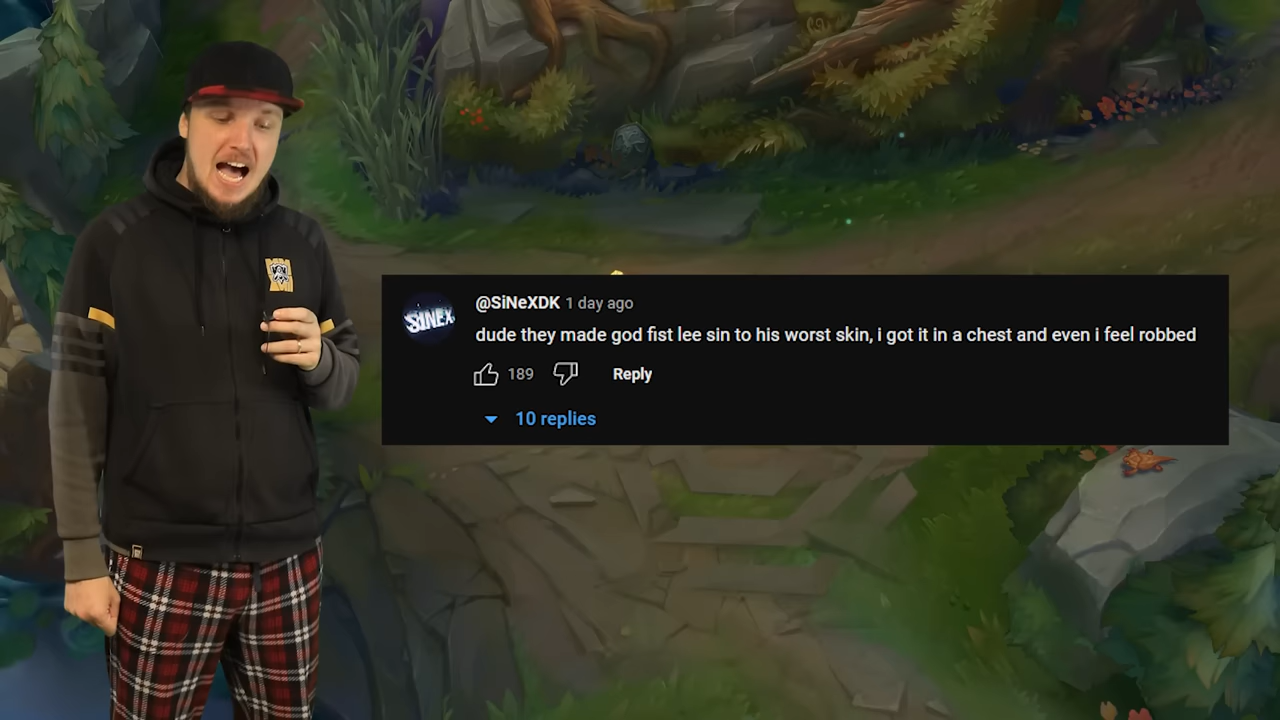 SiNEX
@SiNeXDK 1 day ago
dude they made god fist lee sin to his worst skin, i got it in a chest and even i feel robbed
189 Reply
10 replies